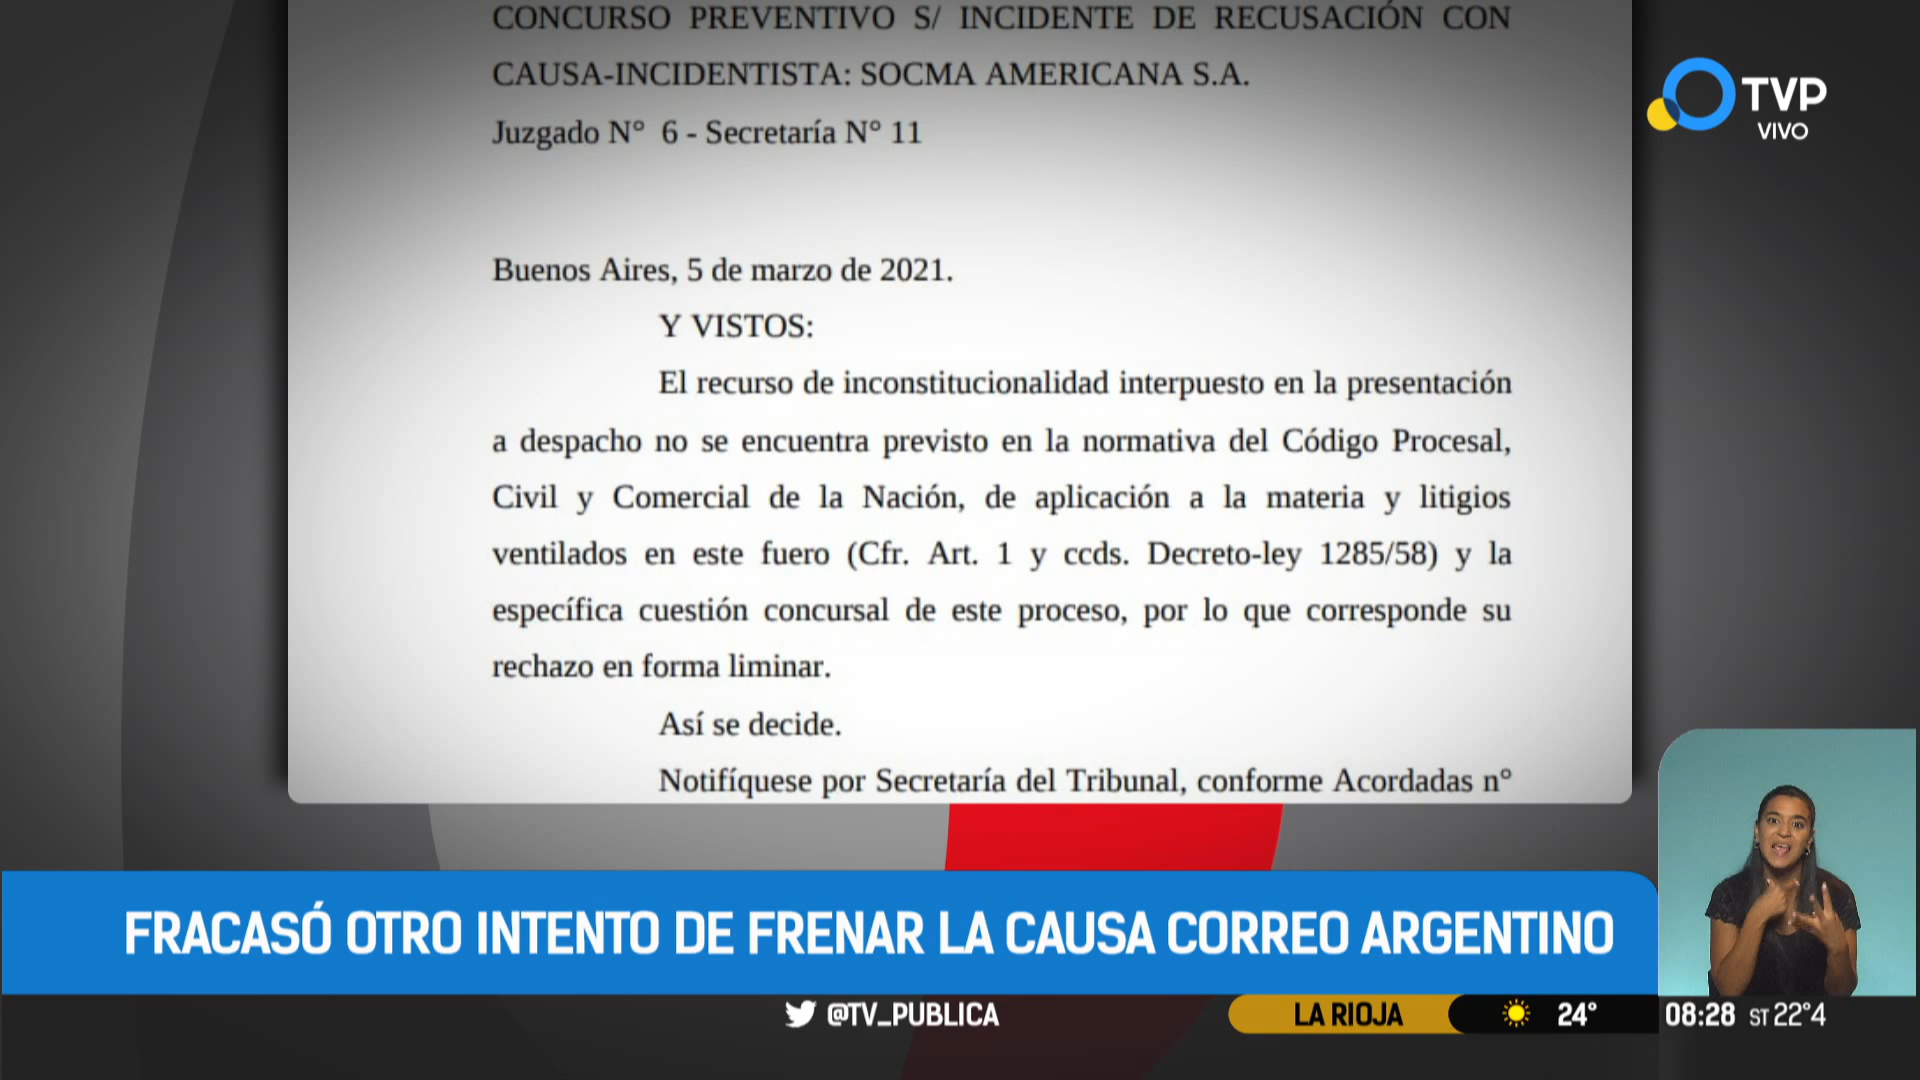 CONCURSO PREVENTIVO S/ INCIDENTE DE RECUSACIÓN CON
CAUSA-INCIDENTISTA: SOCMA AMERICANA S.A.
Juzgado N° 6 - Secretaría N° 11
Buenos Aires, 5 de marzo de 2021.
Y VISTOS:
El recurso de inconstitucionalidad interpuesto en la presentación
a despacho no se encuentra previsto en la normativa del Código Procesal,
Civil y Comercial de la Nación, de aplicación a la materia y litigios
ventilados en este fuero (Cfr. Art. 1 y ccds. Decreto-ley 1285/58) y la
específica cuestión concursal de este proceso, por lo que corresponde su
rechazo en forma liminar.
Así se decide.
Notifíquese por Secretaría del Tribunal, conforme Acordadas n°
TVP
VIVO
FRACASÓ OTRO INTENTO DE FRENAR LA CAUSA CORREO ARGENTINO
@TV_PUBLICA
LA RIOJA
24°
08:28 ST 22°4